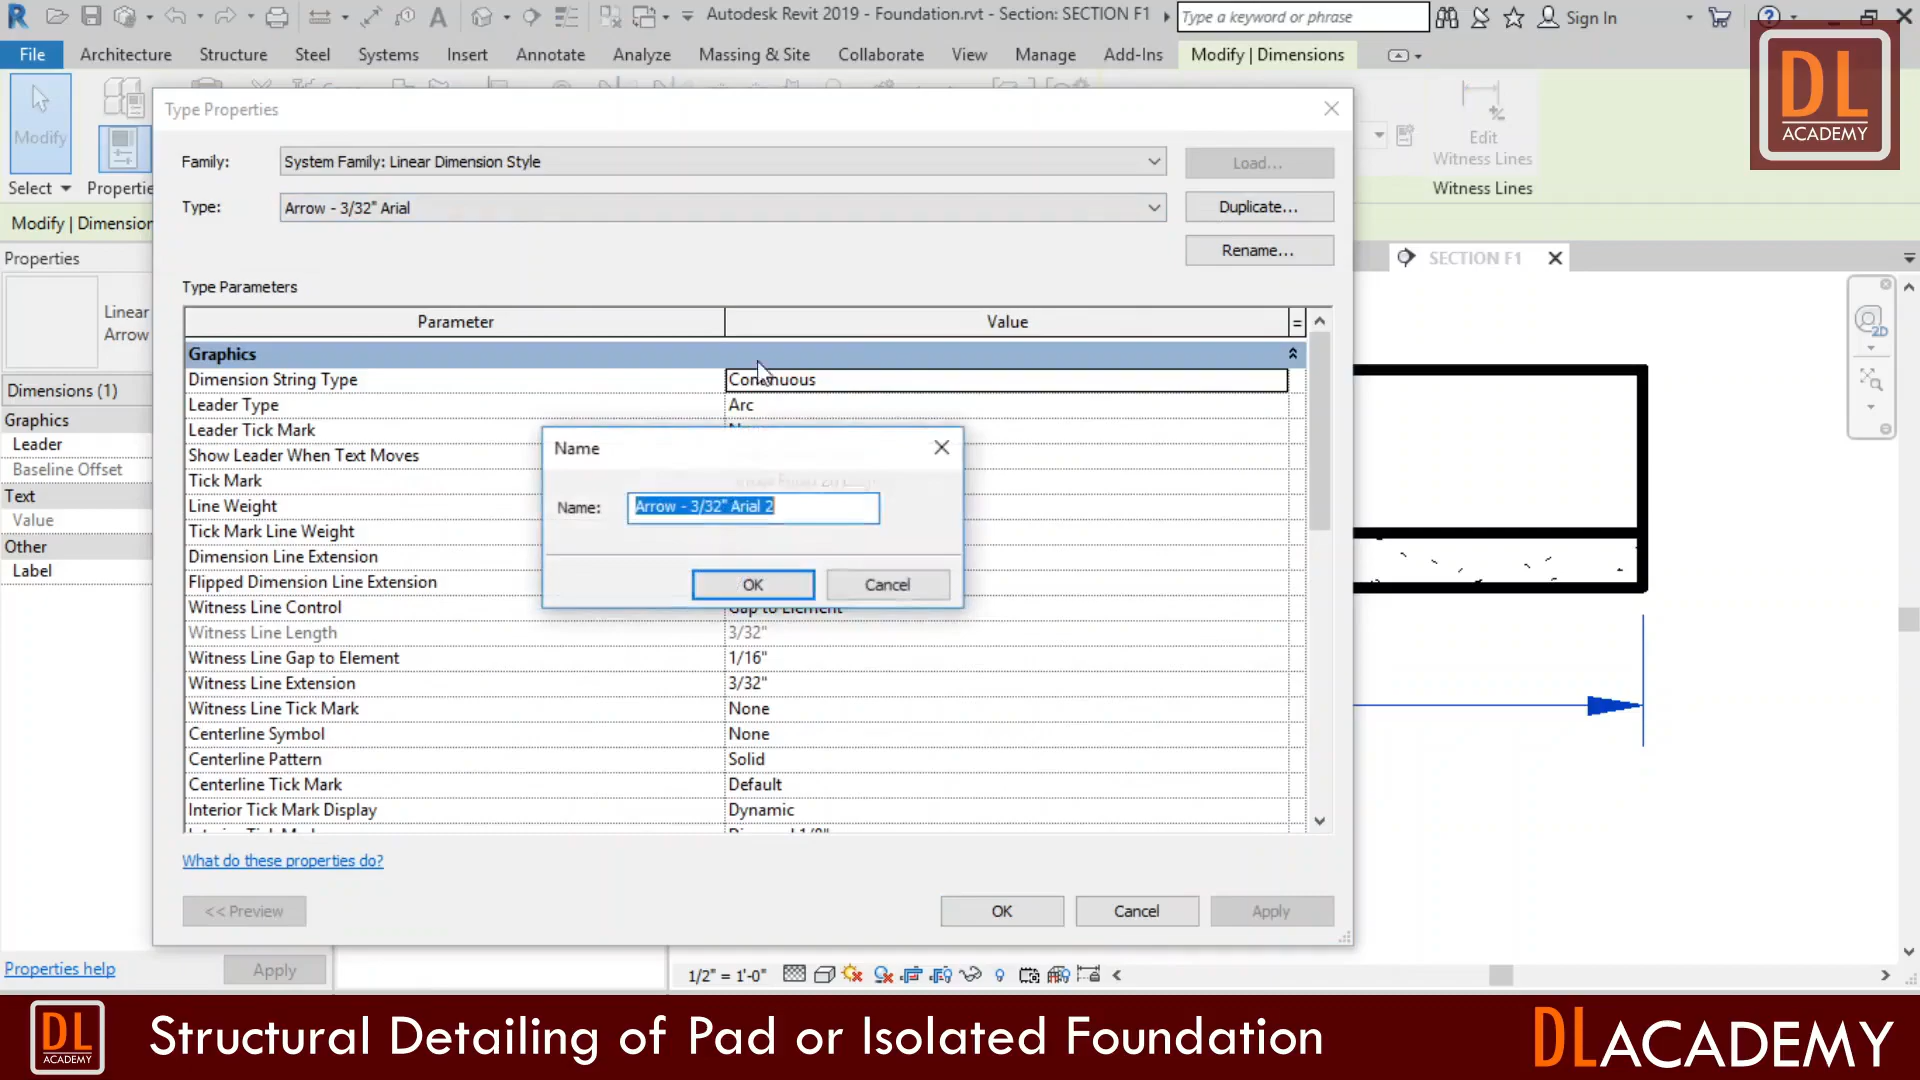 Autodesk Revit 2019 - Foundation.rvt - Section: SECTION F1
Type a keyword or phrase
Sign In
File Architecture Structure Steel Systems Insert Annotate Analyze Massing & Site Collaborate View Manage Add-Ins Modify | Dimensions
DL
ACADEMY
Modify
Edit
Witness Lines
Select
Witness Lines
Modify | Dimension
Type Properties
Family:
System Family: Linear Dimension Style
Load...
Type:
Arrow - 3/32" Arial
Duplicate...
Rename...
Type Parameters
Parameter Value
Graphics
Dimension String Type Continuous
Leader Type Arc
Leader Tick Mark
Show Leader When Text Moves
Tick Mark
Line Weight
Tick Mark Line Weight
Dimension Line Extension
Flipped Dimension Line Extension
Witness Line Control Gap to Element
Witness Line Length 3/32"
Witness Line Gap to Element 1/16"
Witness Line Extension 3/32"
Witness Line Tick Mark None
Centerline Symbol None
Centerline Pattern Solid
Centerline Tick Mark Default
Interior Tick Mark Display Dynamic
What do these properties do?
<< Preview
OK
Cancel
Apply
Name
Name:
Arrow - 3/32" Arial 2
OK
Cancel
Properties
Linear
Arrow
Dimensions (1)
Graphics
Leader
Baseline Offset
Text
Value
Other
Label
Properties help
Apply
SECTION F1
2D
1/2" = 1'-0"
DL
ACADEMY
Structural Detailing of Pad or Isolated Foundation
DLACADEMY